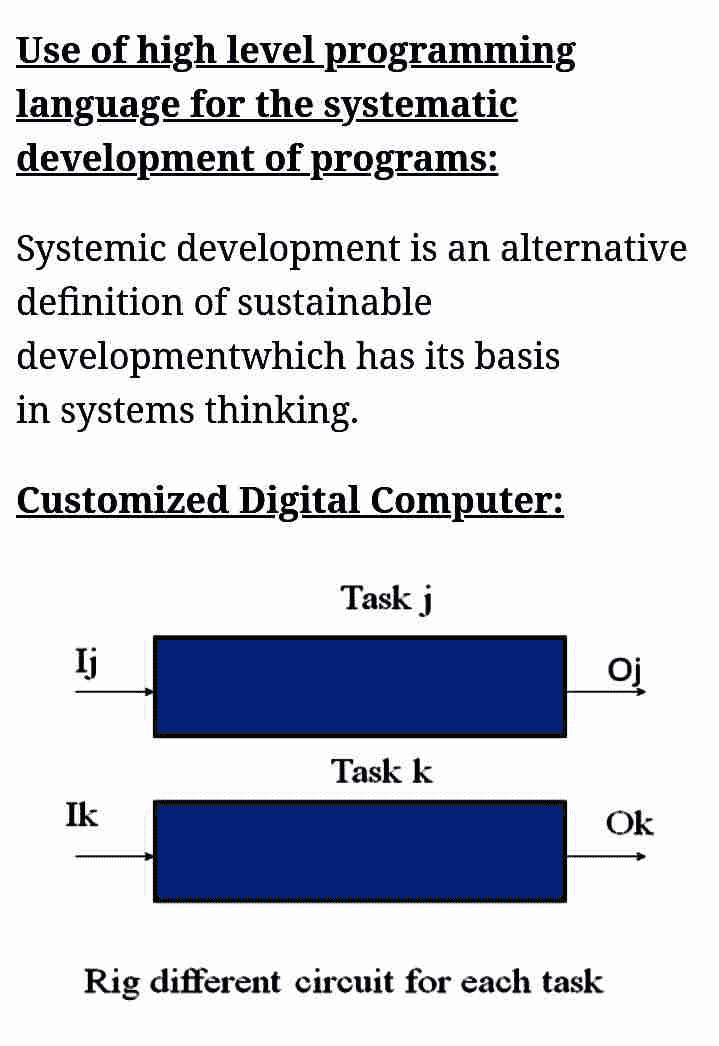 Use of high level programming
language for the systematic
development of programs:
Systemic development is an alternative
definition of sustainable
developmentwhich has its basis
in systems thinking.
Customized Digital Computer:
Task j
Ij
Oj
Task k
Ik
Ok
Rig different circuit for each task